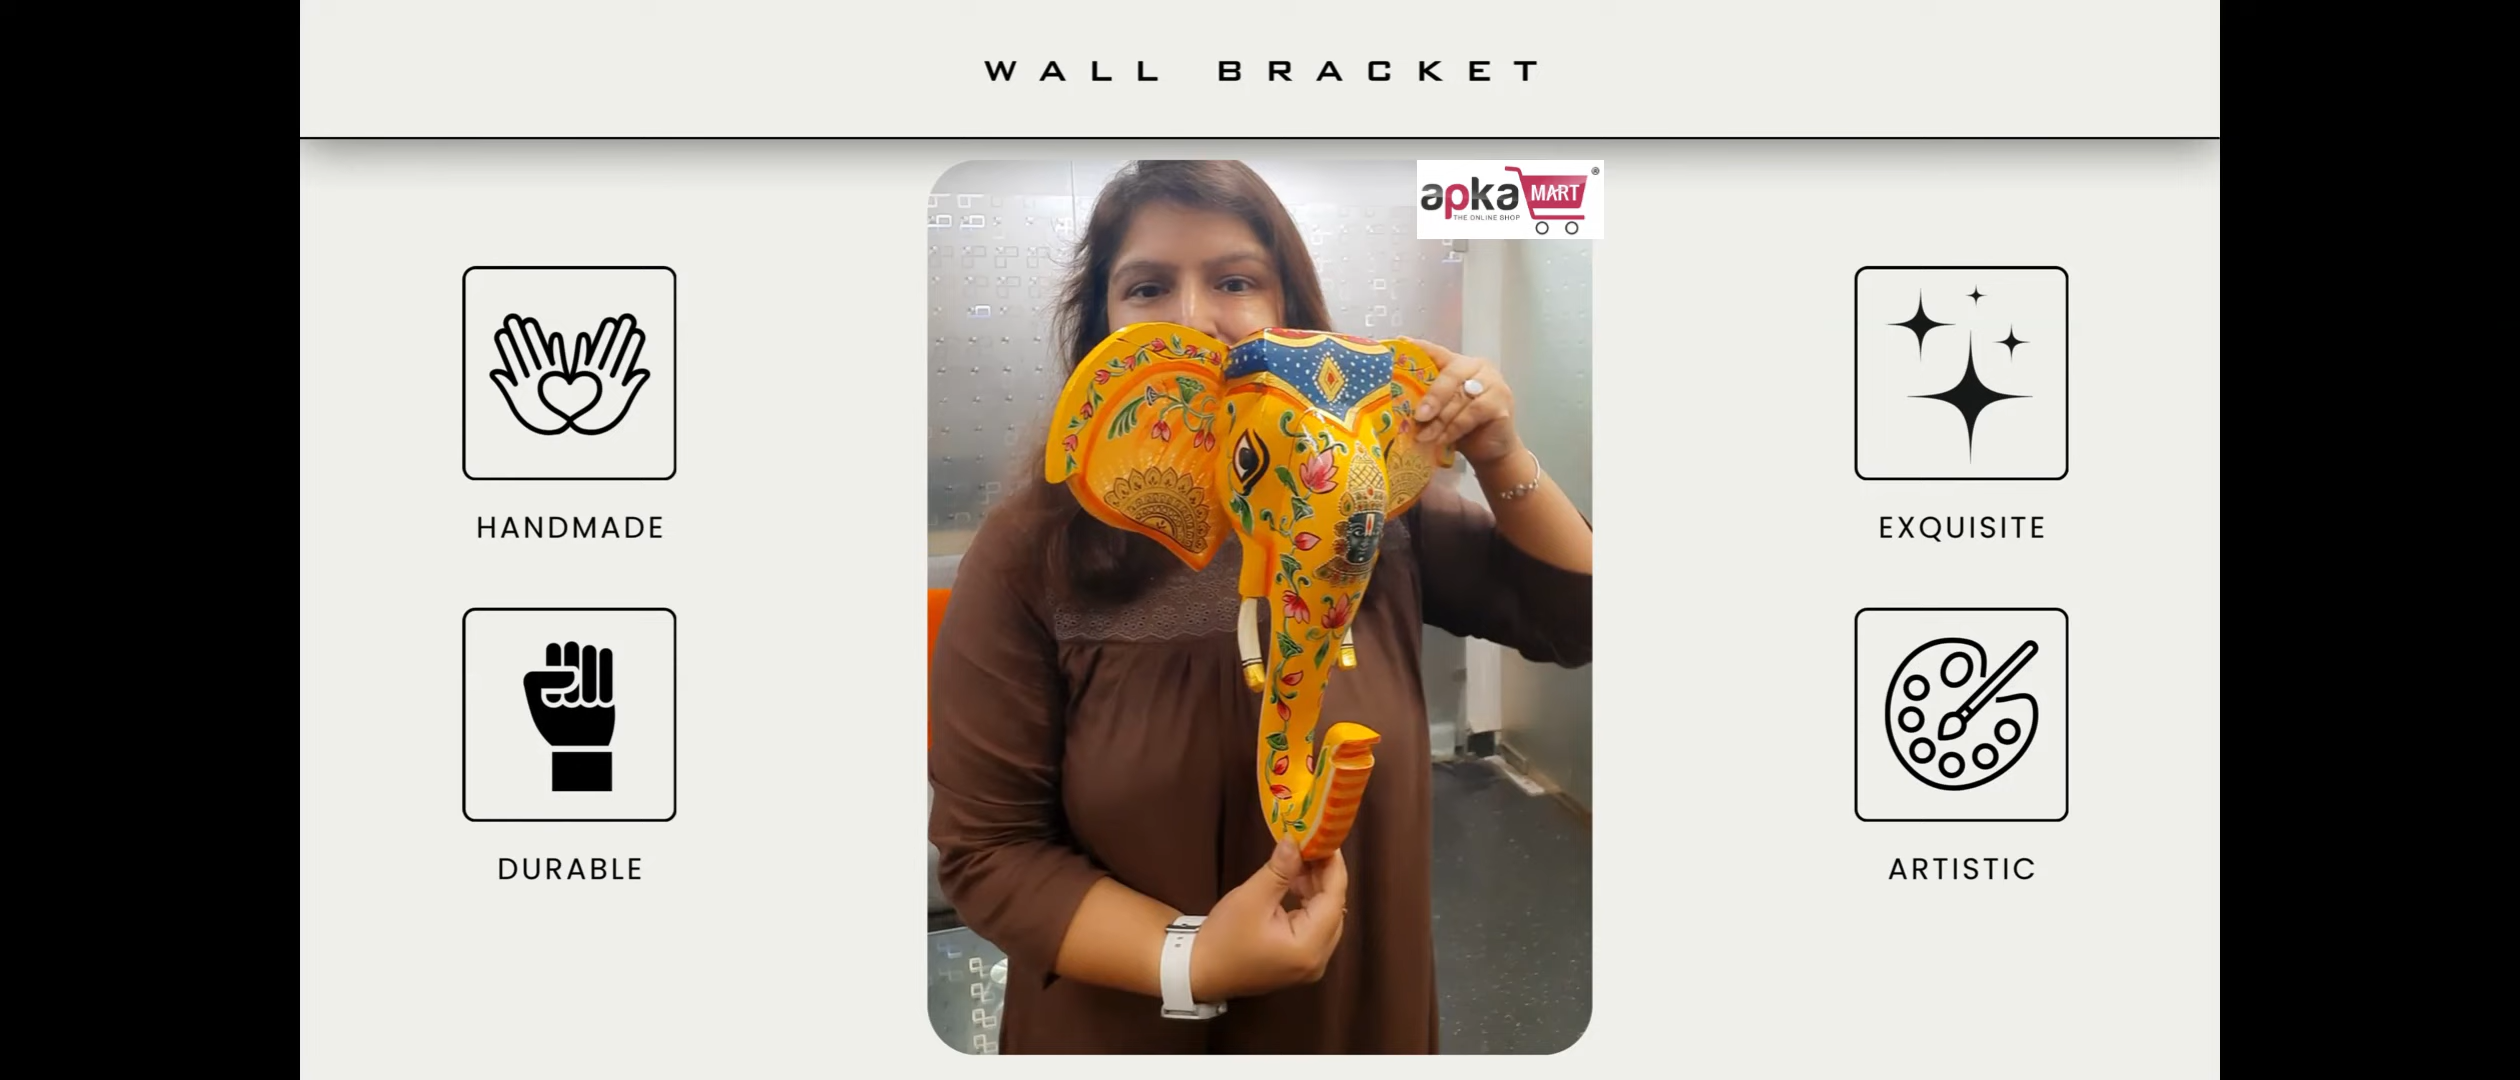 WALL BRACKET
apka MART ®
THE ONLINE SHOP
HANDMADE
EXQUISITE
DURABLE
ARTISTIC